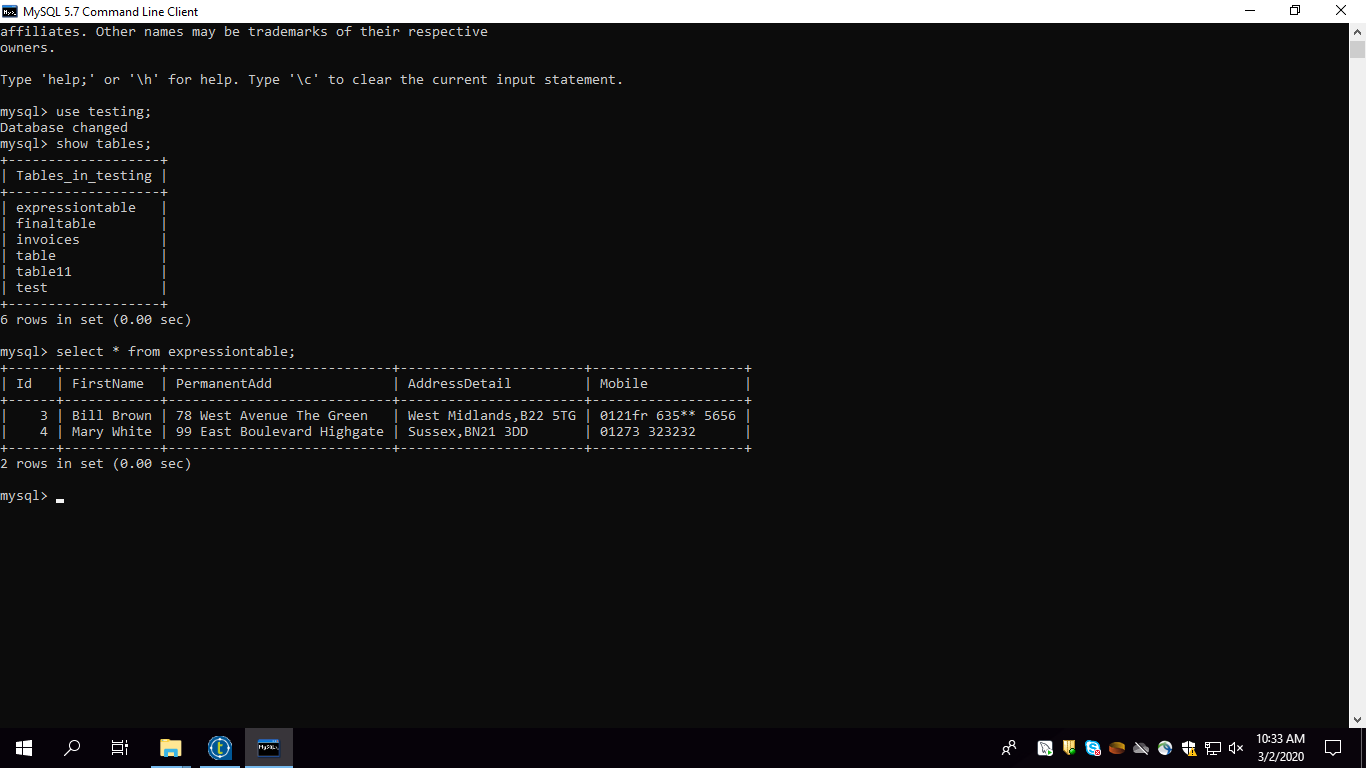 MySQL 5.7 Command Line Client
affiliates. Other names may be trademarks of their respective
owners.
Type 'help;' or '\h' for help. Type '\c' to clear the current input statement.
mysql> use testing;
Database changed
mysql> show tables;
+-------------------+
| Tables_in_testing |
+-------------------+
| expressiontable   |
| finaltable        |
| invoices          |
| table             |
| table11           |
| test              |
+-------------------+
6 rows in set (0.00 sec)
mysql> select * from expressiontable;
+------+------------+----------------------------+-----------------------+-------------------+
| Id   | FirstName  | PermanentAdd               | AddressDetail         | Mobile            |
+------+------------+----------------------------+-----------------------+-------------------+
|    3 | Bill Brown | 78 West Avenue The Green   | West Midlands,B22 5TG | 0121fr 635** 5656 |
|    4 | Mary White | 99 East Boulevard Highgate | Sussex,BN21 3DD       | 01273 323232      |
+------+------------+----------------------------+-----------------------+-------------------+
2 rows in set (0.00 sec)
mysql>
10:33 AM
3/2/2020